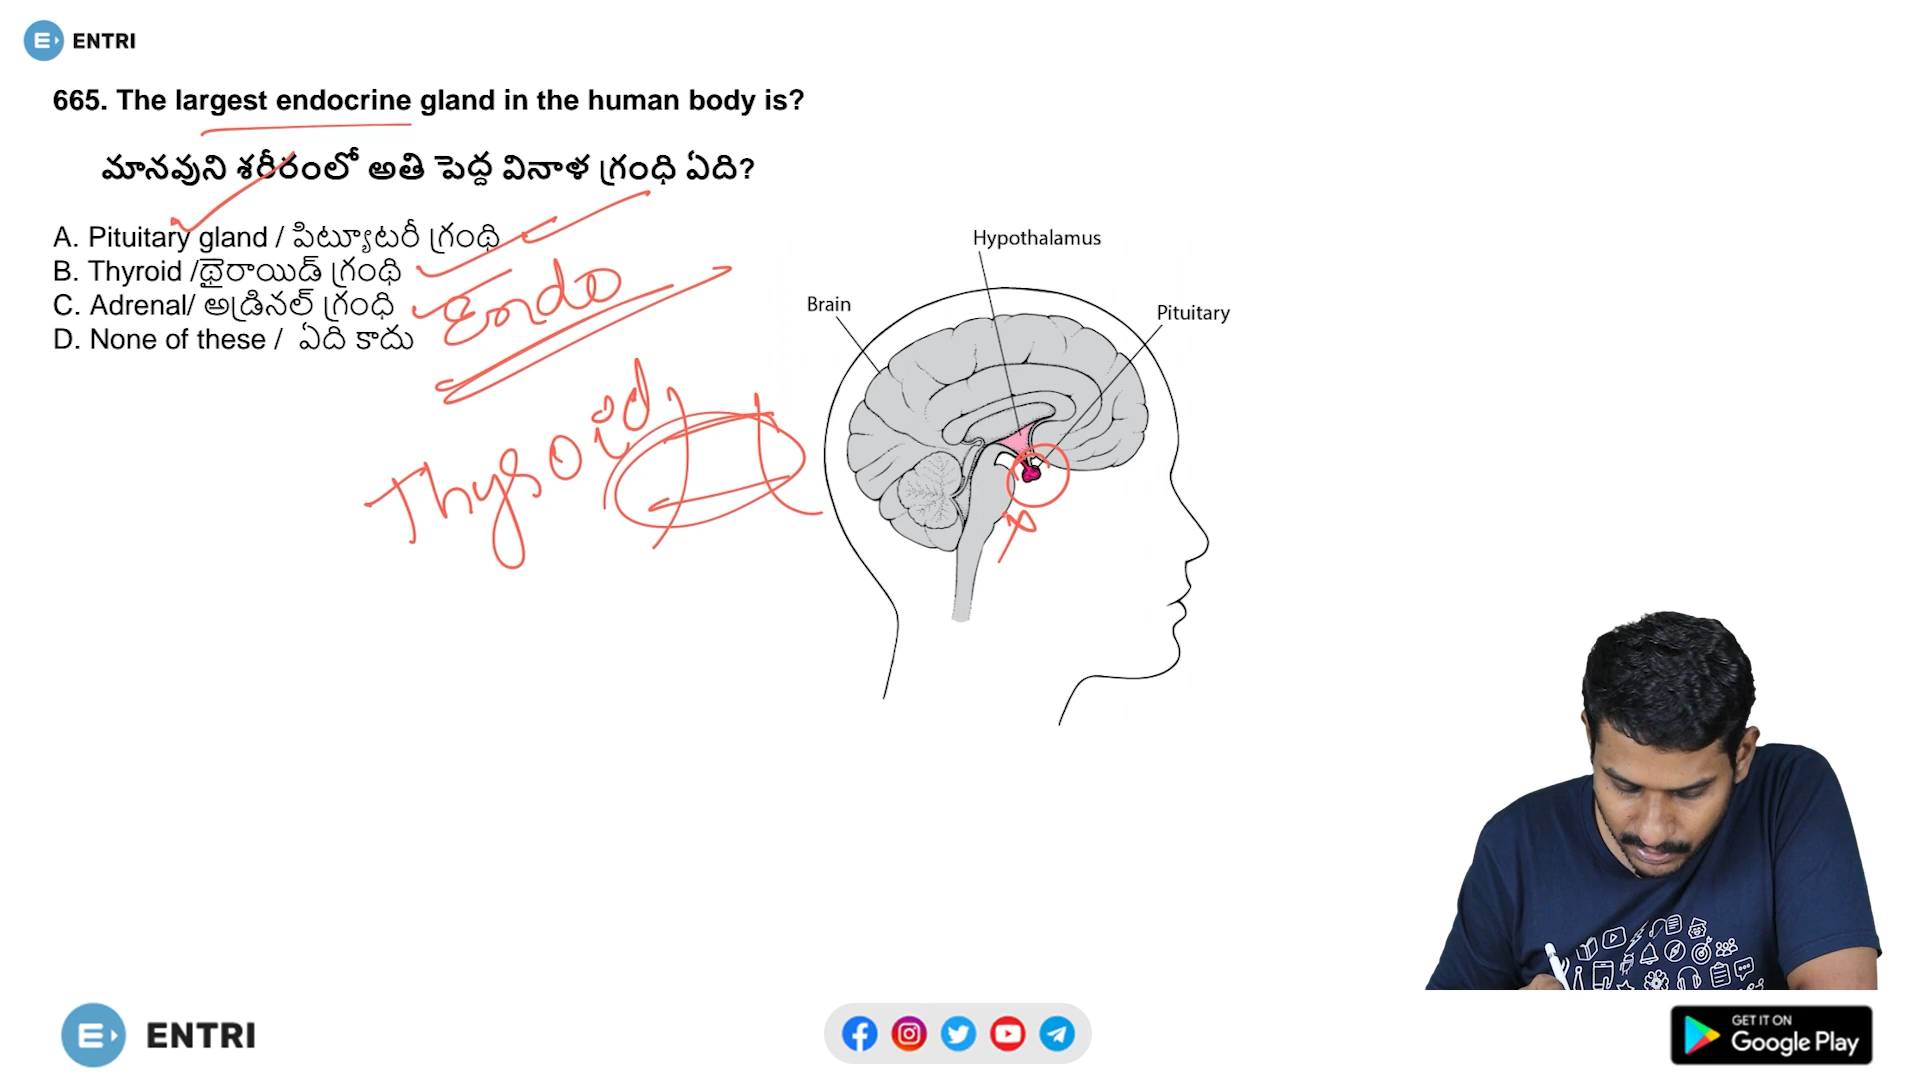 ENTRI
665. The largest endocrine gland in the human body is?
మానవుని శరీరంలో అతి పెద్ద వినాళ గ్రంధి ఏది?
A. Pituitary gland / పిట్యూటరీ గ్రంథి
B. Thyroid /థైరాయిడ్ గ్రంథి
C. Adrenal/ అడ్రినల్ గ్రంథి
D. None of these / ఏది కాదు
Endo
Thyroid
Hypothalamus
Brain
Pituitary
ENTRI
GET IT ON
Google Play